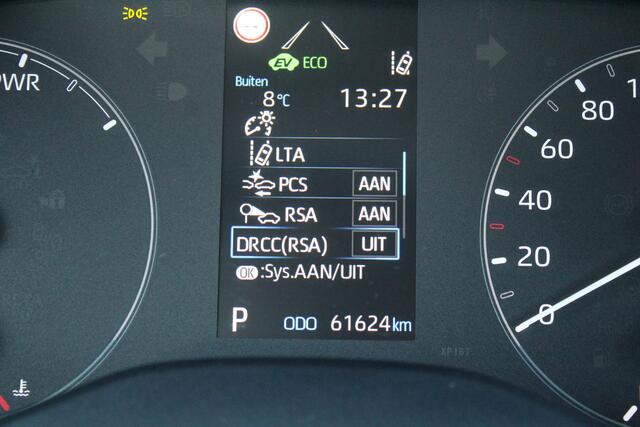 EV ECO
Buiten
8°C 13:27
LTA
PCS AAN
RSA AAN
DRCC(RSA) UIT
OK :Sys.AAN/UIT
P ODO 61624 km
PWR
0
20
40
60
80
XP1B7